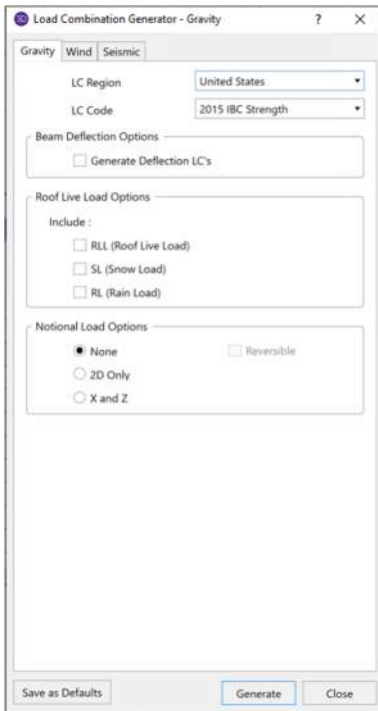 3D Load Combination Generator - Gravity ?
Gravity Wind Seismic
LC Region United States
LC Code 2015 IBC Strength
Beam Deflection Options
Generate Deflection LC's
Roof Live Load Options
Include :
RLL (Roof Live Load)
SL (Snow Load)
RL (Rain Load)
Notional Load Options
None Reversible
2D Only
X and Z
Save as Defaults Generate Close